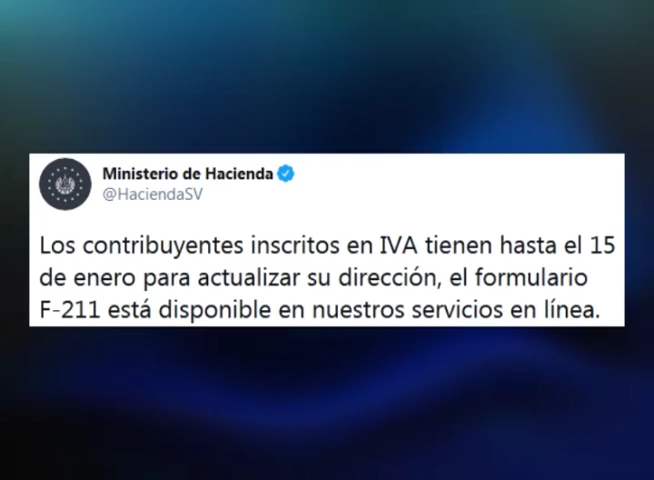 Ministerio de Hacienda
@HaciendaSV
Los contribuyentes inscritos en IVA tienen hasta el 15
de enero para actualizar su dirección, el formulario
F-211 está disponible en nuestros servicios en línea.